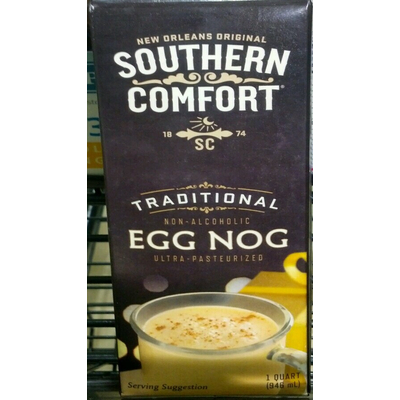 NEW ORLEANS ORIGINAL
SOUTHERN
COMFORT®
18 74
SC
TRADITIONAL
NON-ALCOHOLIC
EGG NOG
ULTRA-PASTEURIZED
1 QUART
(946 mL)
Serving Suggestion